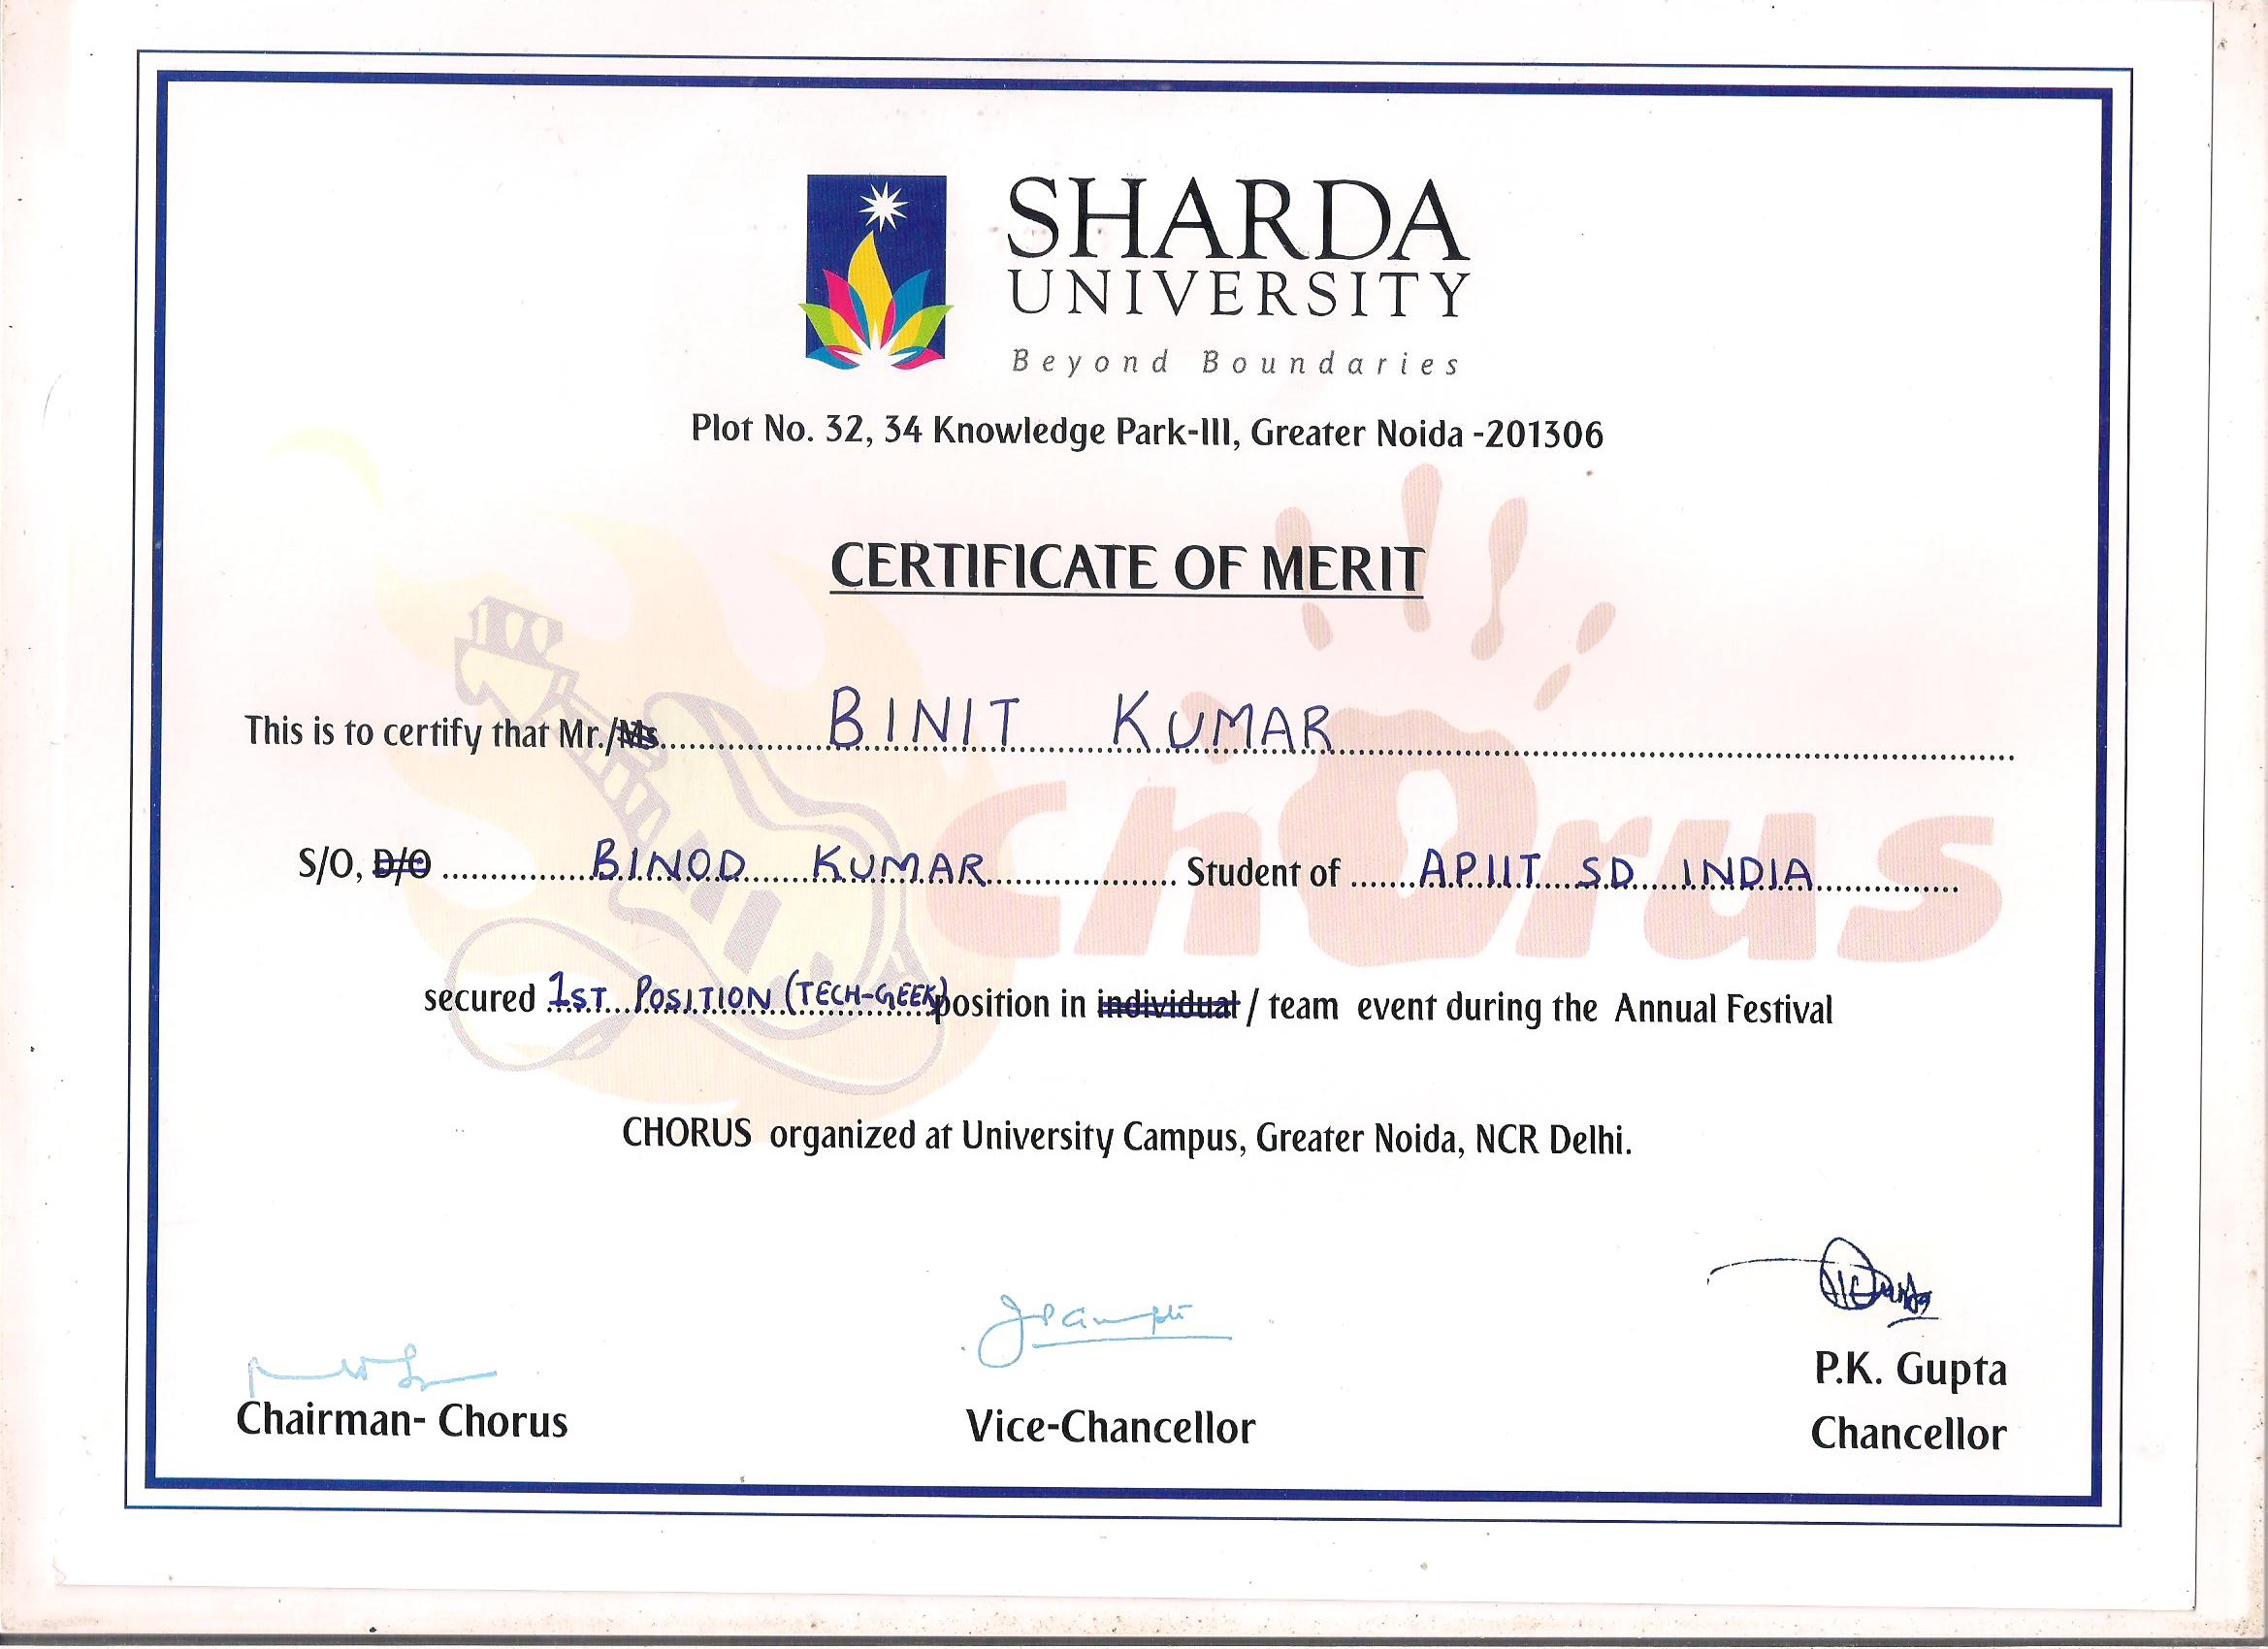 SHARDA
UNIVERSITY
Beyond Boundaries
Plot No. 32, 34 Knowledge Park-III, Greater Noida -201306
CERTIFICATE OF MERIT
This is to certify that Mr./Ms. BINIT KUMAR
S/O, D/O BINOD KUMAR Student of APIIT SD INDIA
secured 1ST POSITION (TECH-GEEK) position in individual / team event during the Annual Festival
chorus
CHORUS organized at University Campus, Greater Noida, NCR Delhi.
P.K. Gupta
Chairman- Chorus Vice-Chancellor Chancellor